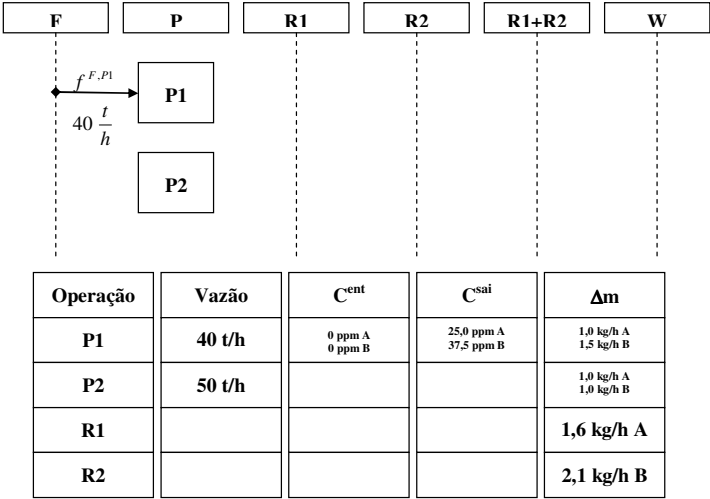 F P R1 R2 R1+R2 W
f^{F,P1}
P1
40 t/h
P2
Operação Vazão C^{ent} C^{sai} Δm
P1 40 t/h 0 ppm A 25,0 ppm A 1,0 kg/h A
0 ppm B 37,5 ppm B 1,5 kg/h B
P2 50 t/h 1,0 kg/h A
1,0 kg/h B
R1 1,6 kg/h A
R2 2,1 kg/h B